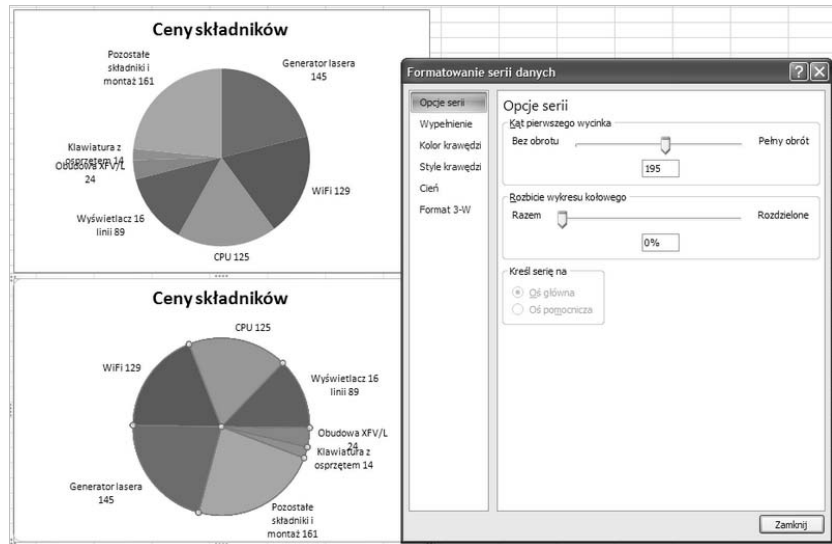 Ceny składników
Pozostałe
składniki i
montaż 161
Generator lasera
145
Klawiatura z
osprzętem 14
Obudowa XFV/L
24
WiFi 129
Wyświetlacz 16
linii 89
CPU 125
Ceny składników
CPU 125
WiFi 129
Wyświetlacz 16
linii 89
Obudowa XFV/L
24
Klawiatura z
osprzętem 14
Generator lasera
145
Pozostałe
składniki i
montaż 161
Formatowanie serii danych
Opcje serii
Wypełnienie
Kolor krawędzi
Style krawędzi
Cień
Format 3-W
Opcje serii
Kąt pierwszego wycinka
Bez obrotu
Pełny obrót
195
Rozbicie wykresu kołowego
Razem
Rozdzielone
0%
Kreśl serię na
Oś główna
Oś pomocnicza
Zamknij